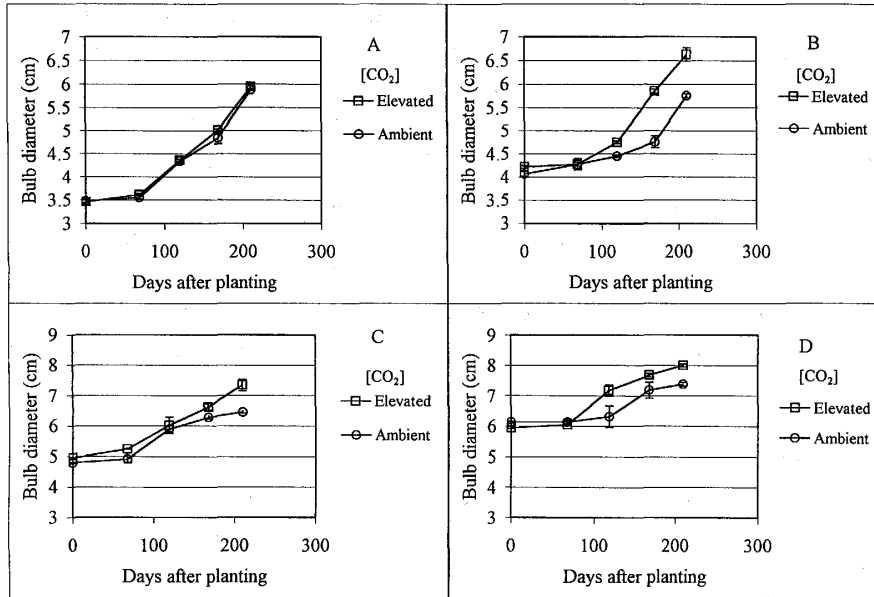 A
Bulb diameter (cm)
7
6.5
6
5.5
5
4.5
4
3.5
3
0 100 200 300
Days after planting
[CO2]
Elevated
Ambient
B
Bulb diameter (cm)
7
6.5
6
5.5
5
4.5
4
3.5
3
0 100 200 300
Days after planting
[CO2]
Elevated
Ambient
C
Bulb diameter (cm)
9
8
7
6
5
4
3
0 100 200 300
Days after planting
[CO2]
Elevated
Ambient
D
Bulb diameter (cm)
9
8
7
6
5
4
3
0 100 200 300
Days after planting
[CO2]
Elevated
Ambient